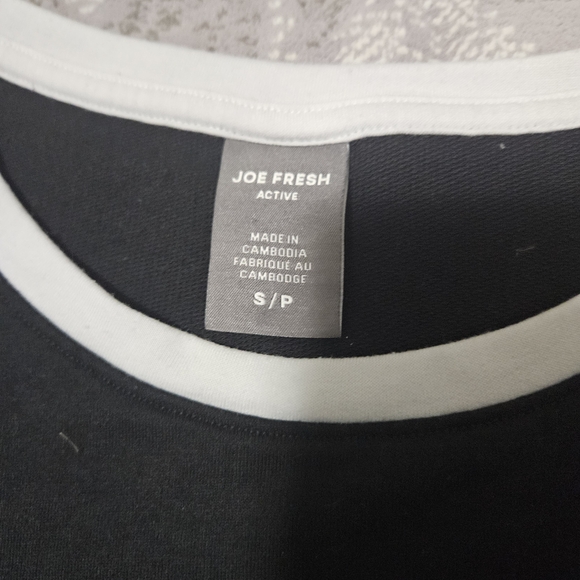 JOE FRESH
ACTIVE
MADE IN
CAMBODIA
FABRIQUÉ AU
CAMBODGE
S/P